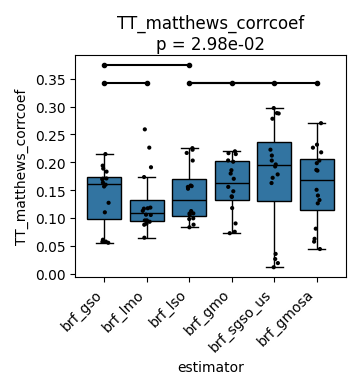 TT_matthews_corrcoef
p = 2.98e-02
TT_matthews_corrcoef
0.35
0.30
0.25
0.20
0.15
0.10
0.05
0.00
brf_gso
brf_lmo
brf_lso
brf_gmo
brf_sgso_us
brf_gmosa
estimator